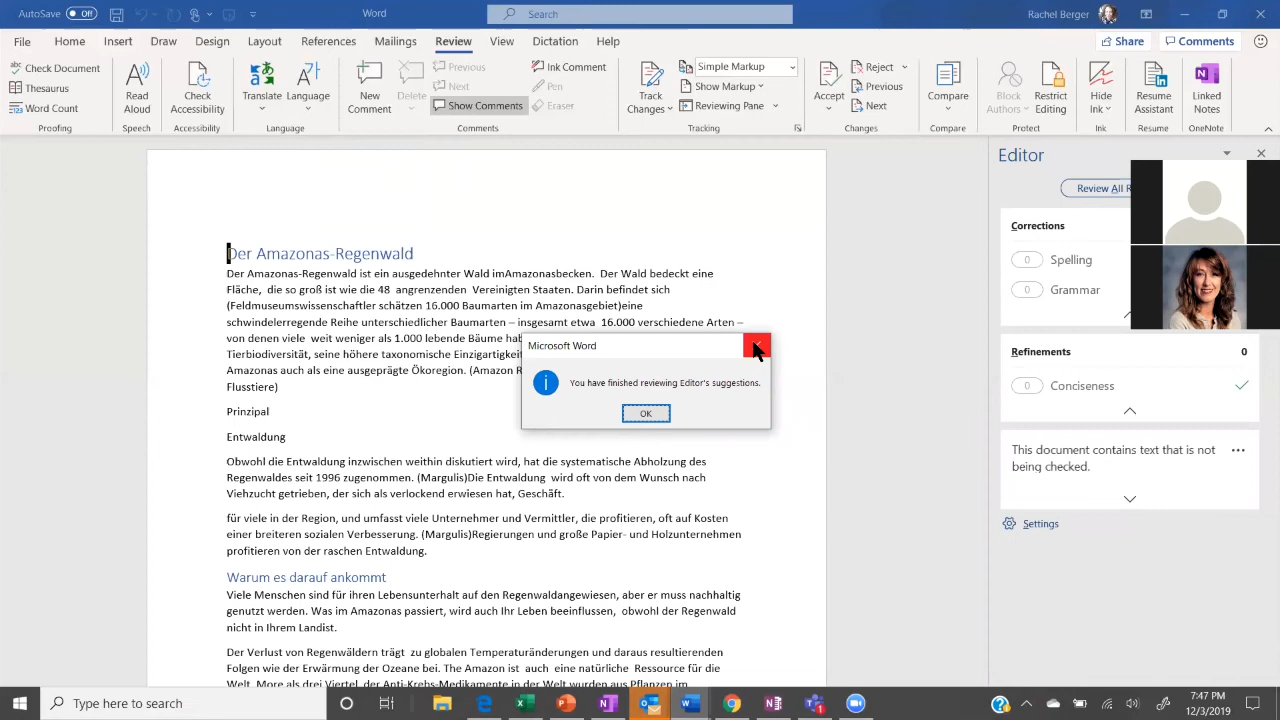 AutoSave Off Word Search Rachel Berger
File Home Insert Draw Design Layout References Mailings Review View Dictation Help Share Comments
Check Document
Thesaurus
Word Count
Proofing
Read
Aloud
Speech
Check
Accessibility
Accessibility
Translate
Language
Language
New
Comment
Delete
Previous
Next
Show Comments
Ink Comment
Pen
Eraser
Comments
Track
Changes
Simple Markup
Show Markup
Reviewing Pane
Tracking
Accept
Reject
Previous
Next
Changes
Compare
Compare
Block
Authors
Restrict
Editing
Protect
Hide
Ink
Ink
Resume
Assistant
Resume
Linked
Notes
OneNote
Der Amazonas-Regenwald
Der Amazonas-Regenwald ist ein ausgedehnter Wald imAmazonasbecken. Der Wald bedeckt eine
Fläche, die so groß ist wie die 48 angrenzenden Vereinigten Staaten. Darin befindet sich
(Feldmuseumswissenschaftler schätzen 16.000 Baumarten im Amazonasgebiet)eine
schwindelerregende Reihe unterschiedlicher Baumarten – insgesamt etwa 16.000 verschiedene Arten –
von denen viele weit weniger als 1.000 lebende Bäume
Tierbiodiversität, seine höhere taxonomische
Amazonas auch als eine ausgeprägte Ökoregion. (Amazon
Flusstiere)
Prinzipal
Entwaldung
Obwohl die Entwaldung inzwischen weithin diskutiert wird, hat die systematische Abholzung des
Regenwaldes seit 1996 zugenommen. (Margulis)Die Entwaldung wird oft von dem Wunsch nach
Viehzucht getrieben, der sich als verlockend erwiesen hat, Geschäft.
für viele in der Region, und umfasst viele Unternehmer und Vermittler, die profitieren, oft auf Kosten
einer breiteren sozialen Verbesserung. (Margulis)Regierungen und große Papier- und Holzunternehmen
profitieren von der raschen Entwaldung.
Warum es darauf ankommt
Viele Menschen sind für ihren Lebensunterhalt auf den Regenwaldangewiesen, aber er muss nachhaltig
genutzt werden. Was im Amazonas passiert, wird auch Ihr Leben beeinflussen, obwohl der Regenwald
nicht in Ihrem Landist.
Der Verlust von Regenwäldern trägt zu globalen Temperaturänderungen und daraus resultierenden
Folgen wie der Erwärmung der Ozeane bei. The Amazon ist auch eine natürliche Ressource für die
Welt. More als drei Viertel der Anti-Krebs-Medikamente in der Welt wurden aus Pflanzen im
Microsoft Word
You have finished reviewing Editor's suggestions.
OK
Editor
Review All
Corrections
0 Spelling
0 Grammar
Refinements 0
0 Conciseness
This document contains text that is not
being checked.
Settings
Type here to search
7:47 PM
12/3/2019